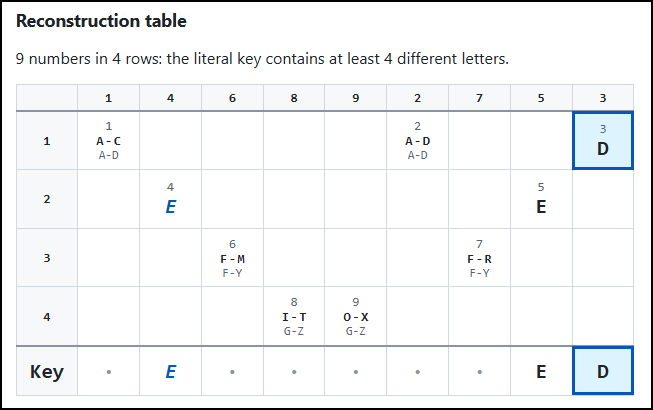 Reconstruction table
9 numbers in 4 rows: the literal key contains at least 4 different letters.
1 4 6 8 9 2 7 5 3
1 2 3
1 A-C A-D D
A-D A-D
4 5
2 E E
6 7
3 F-M F-R
F-Y F-Y
8 9
4 I-T O-X
G-Z G-Z
Key · E · · · · · E D